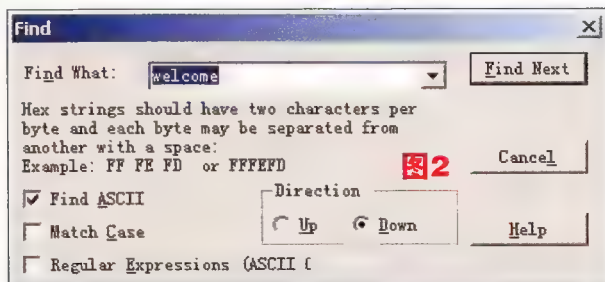 Find
Find What: welcome
Find Next
Hex strings should have two characters per
byte and each byte may be separated from
another with a space:
Example: FF FE FD or FFFEFD
图2
Cancel
Find ASCII
Direction
Match Case
Up Down
Help
Regular Expressions (ASCII (